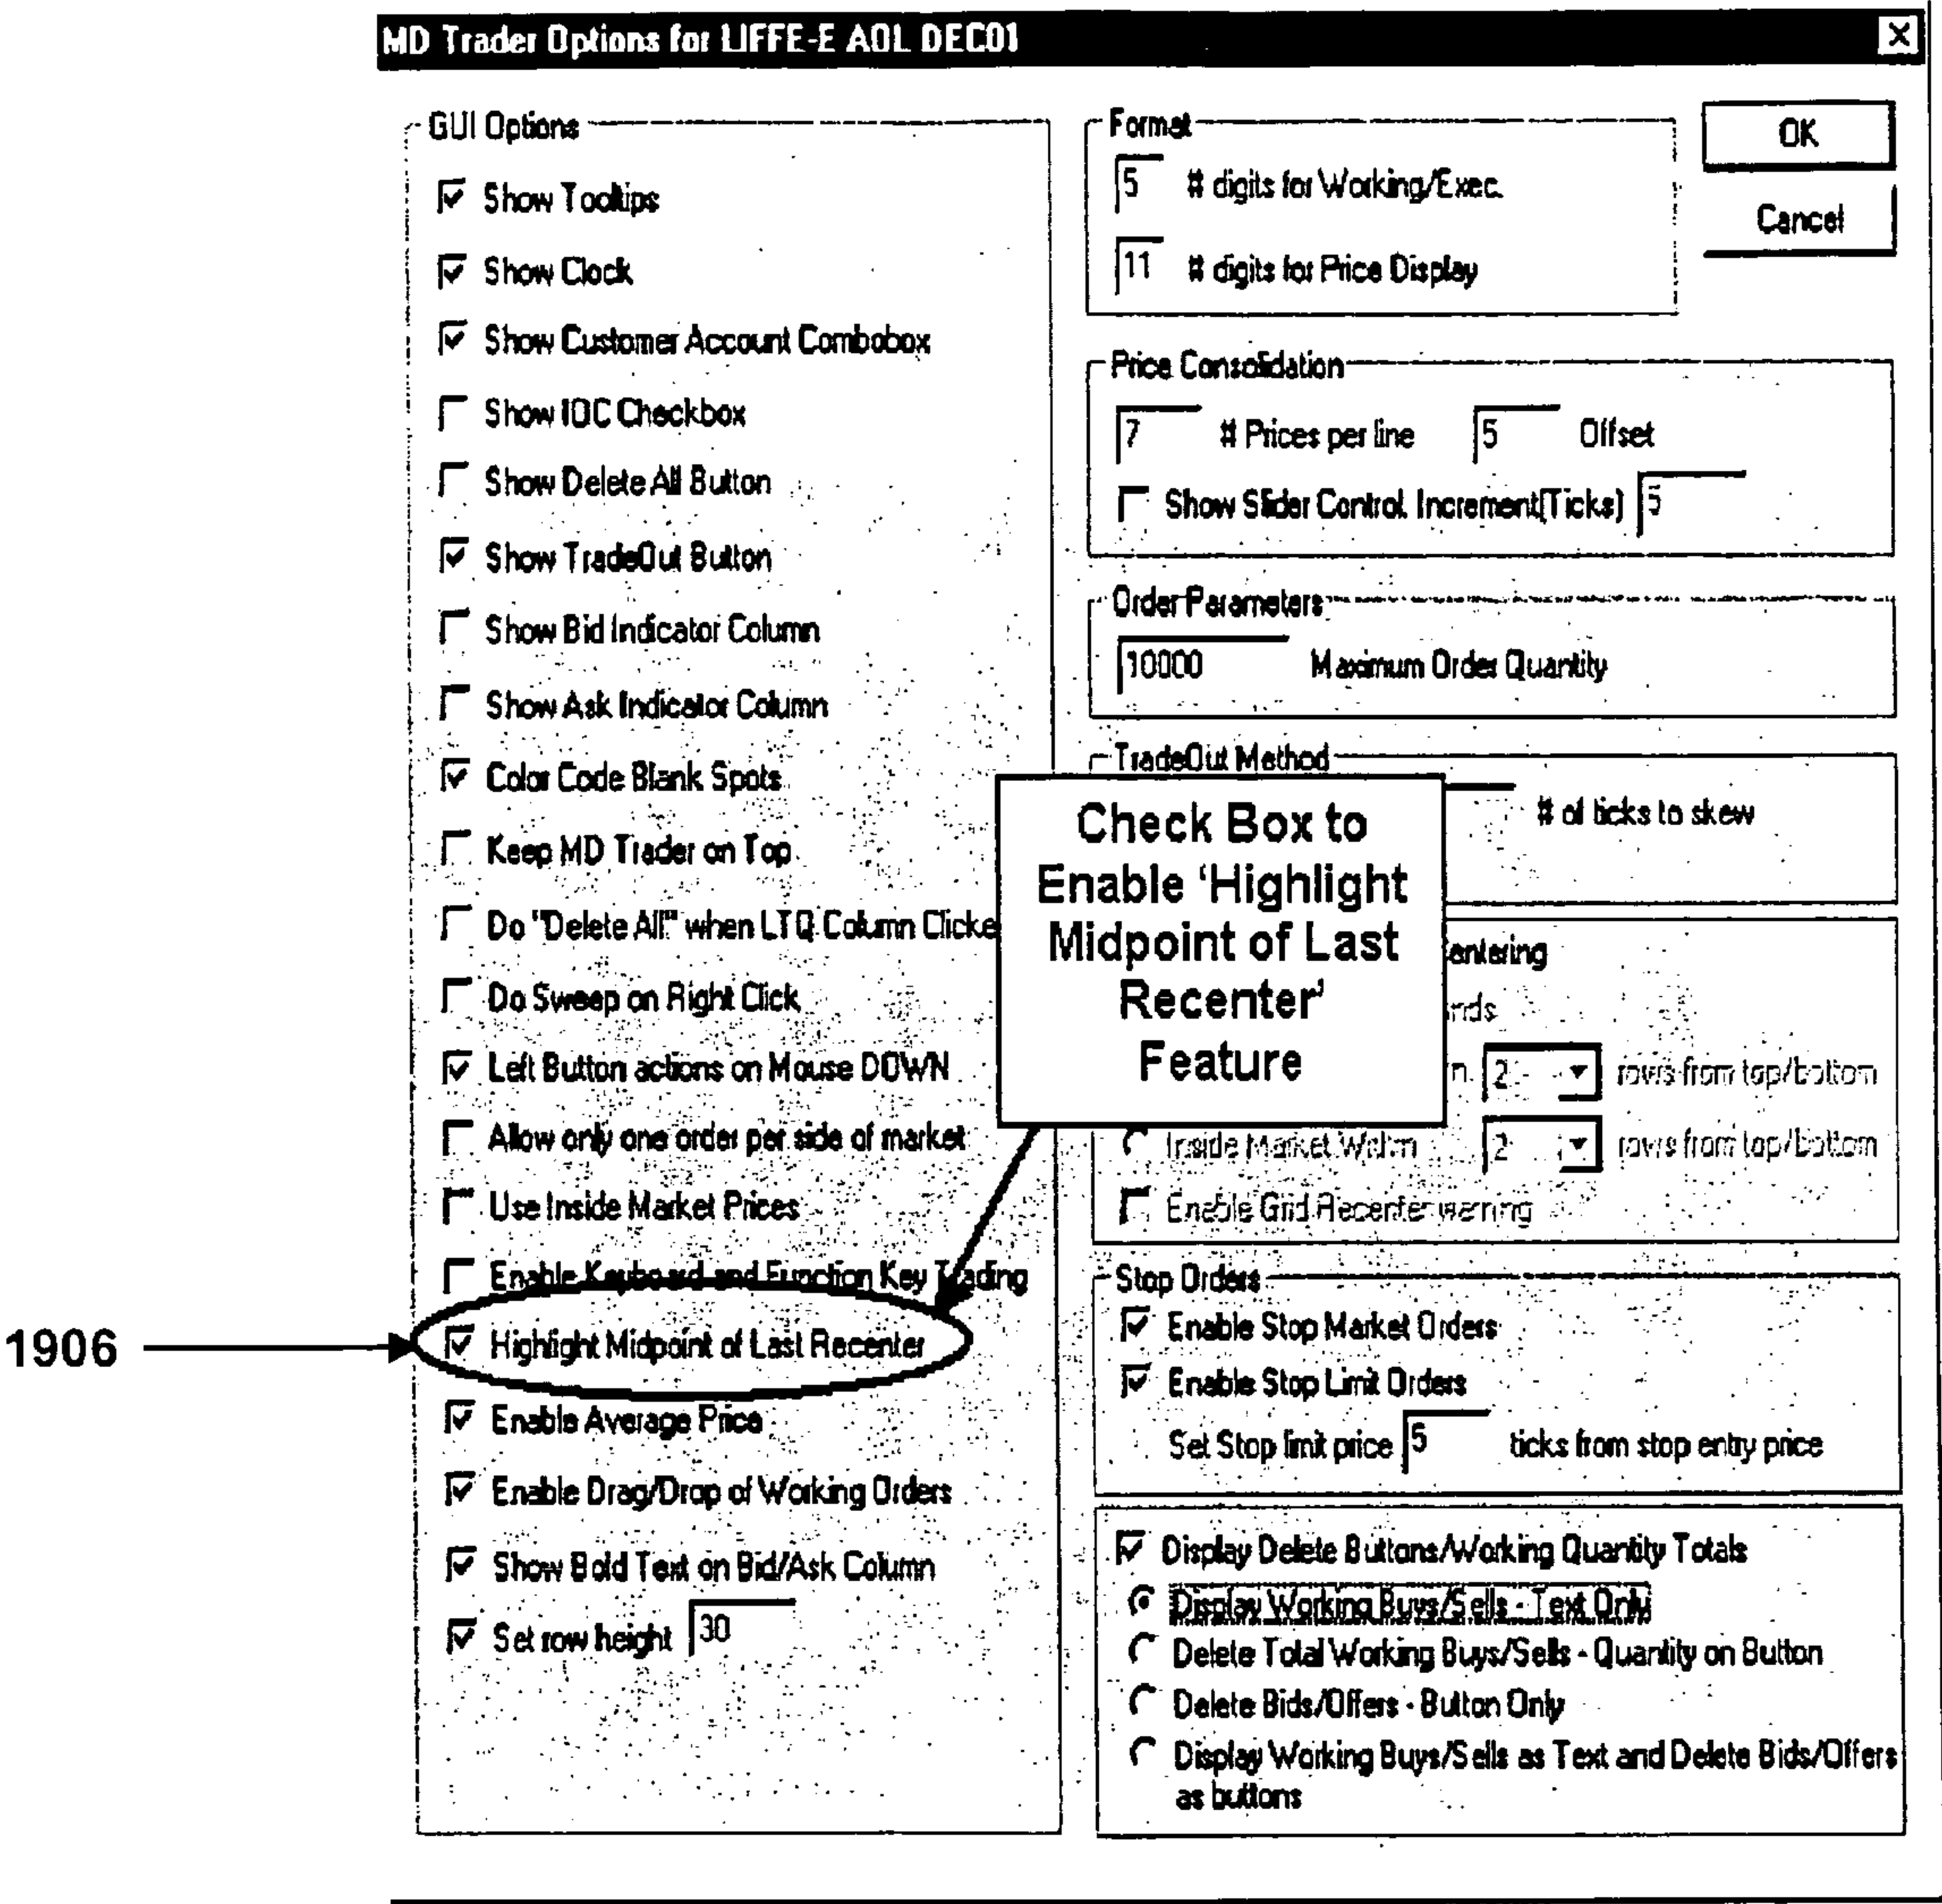 MD Trader Options for LIFFE-E AOL DEC01
GUI Options
Show Tooltips
Show Clock
Show Customer Account Combobox
Show IOC Checkbox
Show Delete All Button
Show TradeOut Button
Show Bid Indicator Column
Show Ask Indicator Column
Color Code Blank Spots
Keep MD Trader on Top
Do "Delete All" when LTQ Column Clicke
Do Sweep on Right Click
Left Button actions on Mouse DOWN
Allow only one order per side of market
Use Inside Market Prices
Enable Keyboard and Function Key Trading
1906
Highlight Midpoint of Last Recenter
Enable Average Price
Enable Drag/Drop of Working Orders
Show Bold Text on Bid/Ask Column
Set row height 30
Check Box to
Enable 'Highlight
Midpoint of Last
Recenter'
Feature
Format
5 # digits for Working/Exec.
11 # digits for Price Display
OK
Cancel
Price Consolidation
7 # Prices per line 5 Offset
Show Slider Control. Increment(Ticks) 5
Order Parameters
10000 Maximum Order Quantity
TradeOut Method
# of ticks to skew
entering
nds
n 2 rows from top/bottom
Inside Market Within 2 rows from top/bottom
Enable Grid Recenter warning
Stop Orders
Enable Stop Market Orders
Enable Stop Limit Orders
Set Stop limit price 5 ticks from stop entry price
Display Delete Buttons/Working Quantity Totals
Display Working Buys/Sells - Text Only
Delete Total Working Buys/Sells - Quantity on Button
Delete Bids/Offers - Button Only
Display Working Buys/Sells as Text and Delete Bids/Offers
as buttons